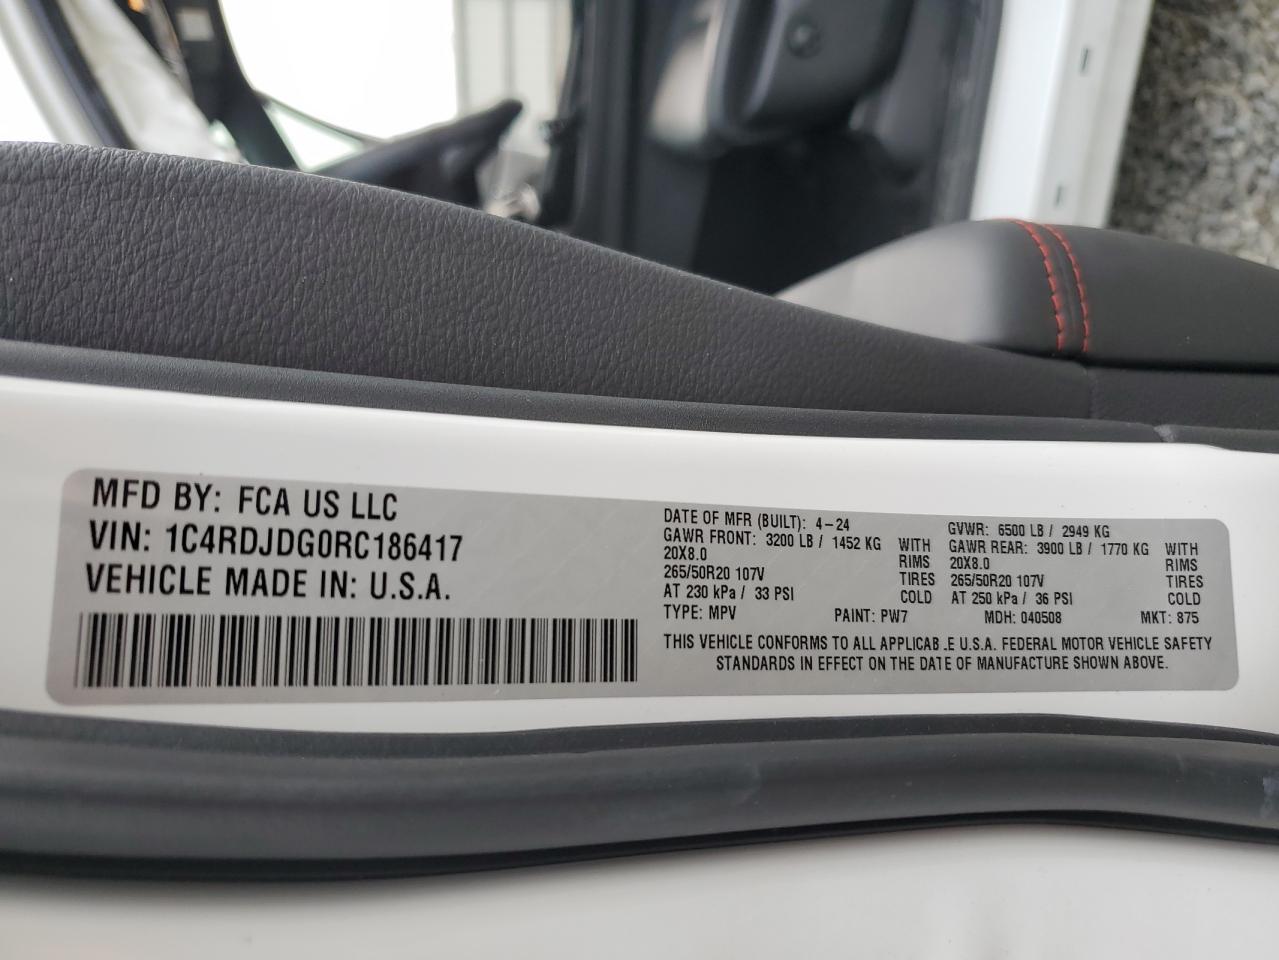 MFD BY: FCA US LLC
VIN: 1C4RDJDG0RC186417
VEHICLE MADE IN: U.S.A.
DATE OF MFR (BUILT): 4-24 GVWR: 6500 LB / 2949 KG
GAWR FRONT: 3200 LB / 1452 KG WITH GAWR REAR: 3900 LB / 1770 KG WITH
20X8.0 RIMS 20X8.0 RIMS
265/50R20 107V TIRES 265/50R20 107V TIRES
AT 230 kPa / 33 PSI COLD AT 250 kPa / 36 PSI COLD
TYPE: MPV PAINT: PW7 MDH: 040508 MKT: 875
THIS VEHICLE CONFORMS TO ALL APPLICAB.E U.S.A. FEDERAL MOTOR VEHICLE SAFETY
STANDARDS IN EFFECT ON THE DATE OF MANUFACTURE SHOWN ABOVE.